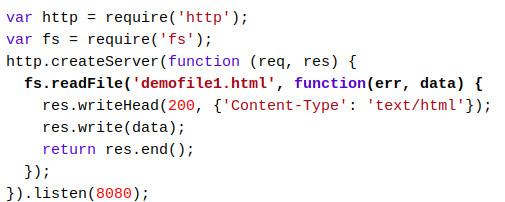 var http = require('http');
var fs = require('fs');
http.createServer(function (req, res) {
  fs.readFile('demofile1.html', function(err, data) {
    res.writeHead(200, {'Content-Type': 'text/html'});
    res.write(data);
    return res.end();
  });
}).listen(8080);